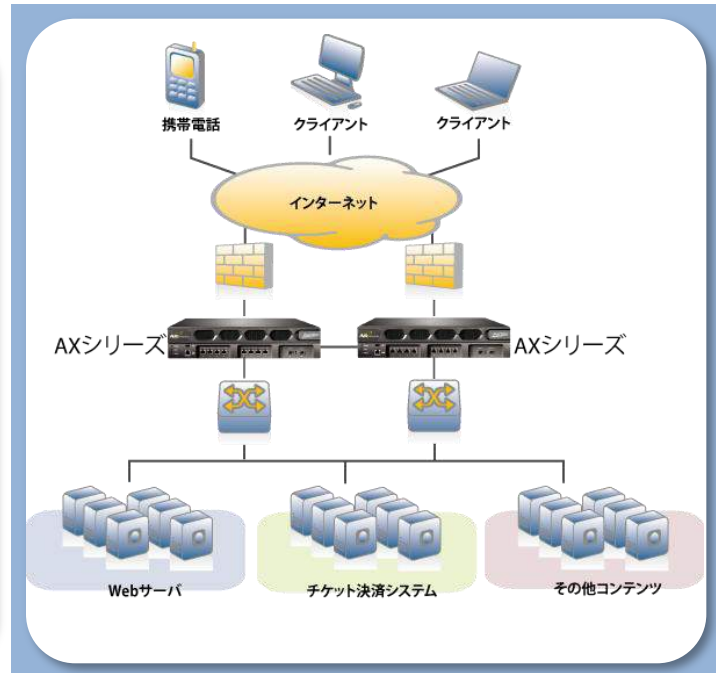 携帯電話
クライアント
クライアント
インターネット
AXシリーズ
AXシリーズ
Webサーバ
チケット決済システム
その他コンテンツ